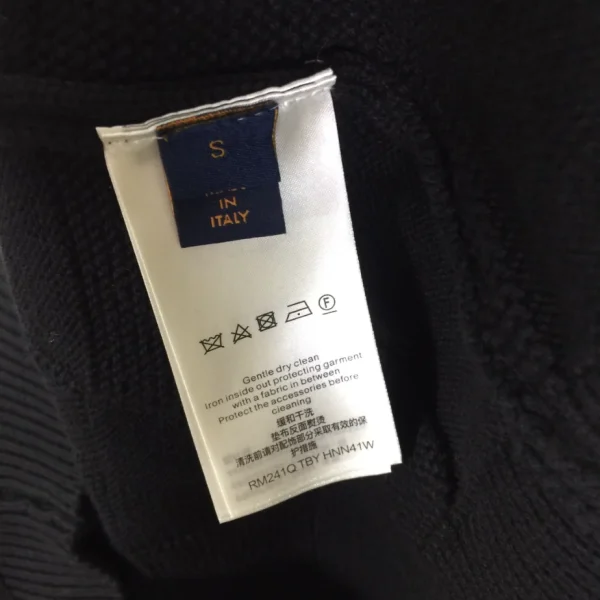 S
IN
ITALY
F
Gentle dry clean
Iron inside out protecting garment
with a fabric in between
Protect the accessories before
cleaning
缓和干洗
垫布反面熨烫
清洗前请对配饰部分采取有效的保
护措施
RM241Q TBY HNN41W